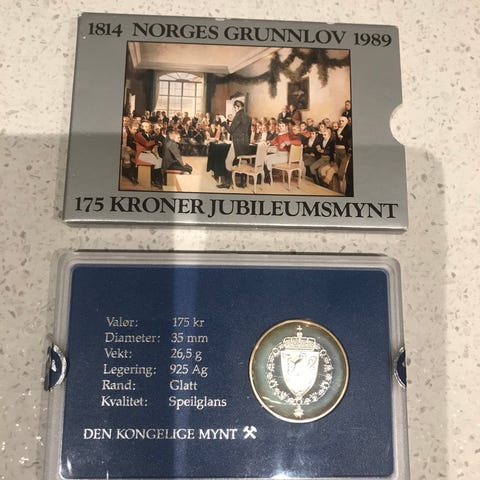 1814 NORGES GRUNNLOV 1989
175 KRONER JUBILEUMSMYNT
Valør: 175 kr
Diameter: 35 mm
Vekt: 26,5 g
Legering: 925 Ag
Rand: Glatt
Kvalitet: Speilglans
DEN KONGELIGE MYNT ⚒